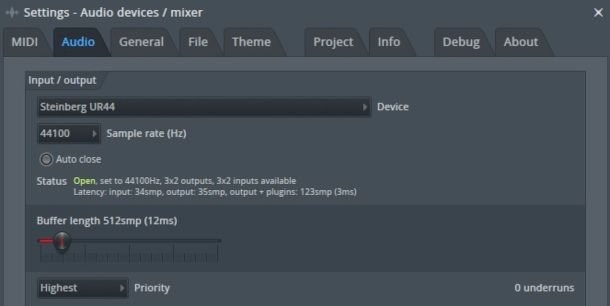 Settings - Audio devices / mixer
MIDI Audio General File Theme Project Info Debug About
Input / output
Steinberg UR44 Device
44100 Sample rate (Hz)
Auto close
Status Open, set to 44100Hz, 3x2 outputs, 3x2 inputs available
Latency: input: 34smp, output: 35smp, output + plugins: 123smp (3ms)
Buffer length 512smp (12ms)
Highest Priority 0 underruns